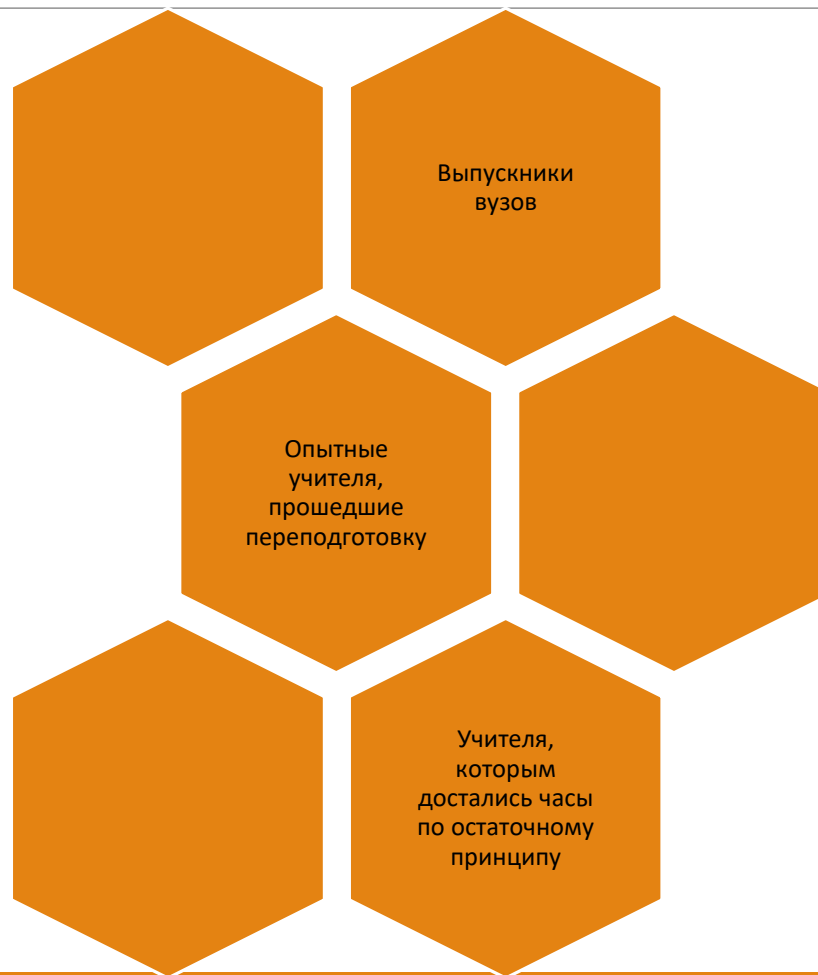 Выпускники
вузов
Опытные
учителя,
прошедшие
переподготовку
Учителя,
которым
достались часы
по остаточному
принципу